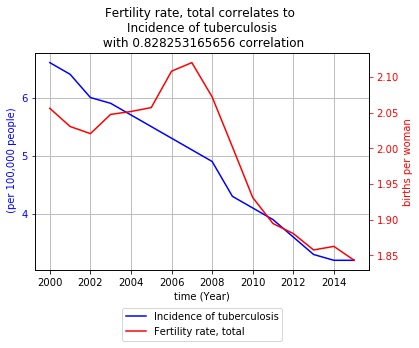 Fertility rate, total correlates to
Incidence of tuberculosis
with 0.828253165656 correlation
(per 100,000 people)
6
5
4
births per woman
2.10
2.05
2.00
1.95
1.90
1.85
2000 2002 2004 2006 2008 2010 2012 2014
time (Year)
Incidence of tuberculosis
Fertility rate, total